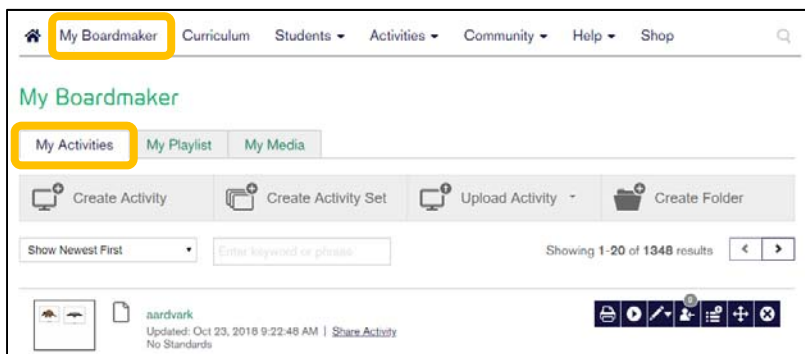 My Boardmaker Curriculum Students Activities Community Help Shop
My Boardmaker
My Activities My Playlist My Media
Create Activity Create Activity Set Upload Activity Create Folder
Show Newest First Enter keyword or phrase Showing 1-20 of 1348 results
0
aardvark
Updated: Oct 23, 2018 9:22:48 AM | Share Activity
No Standards